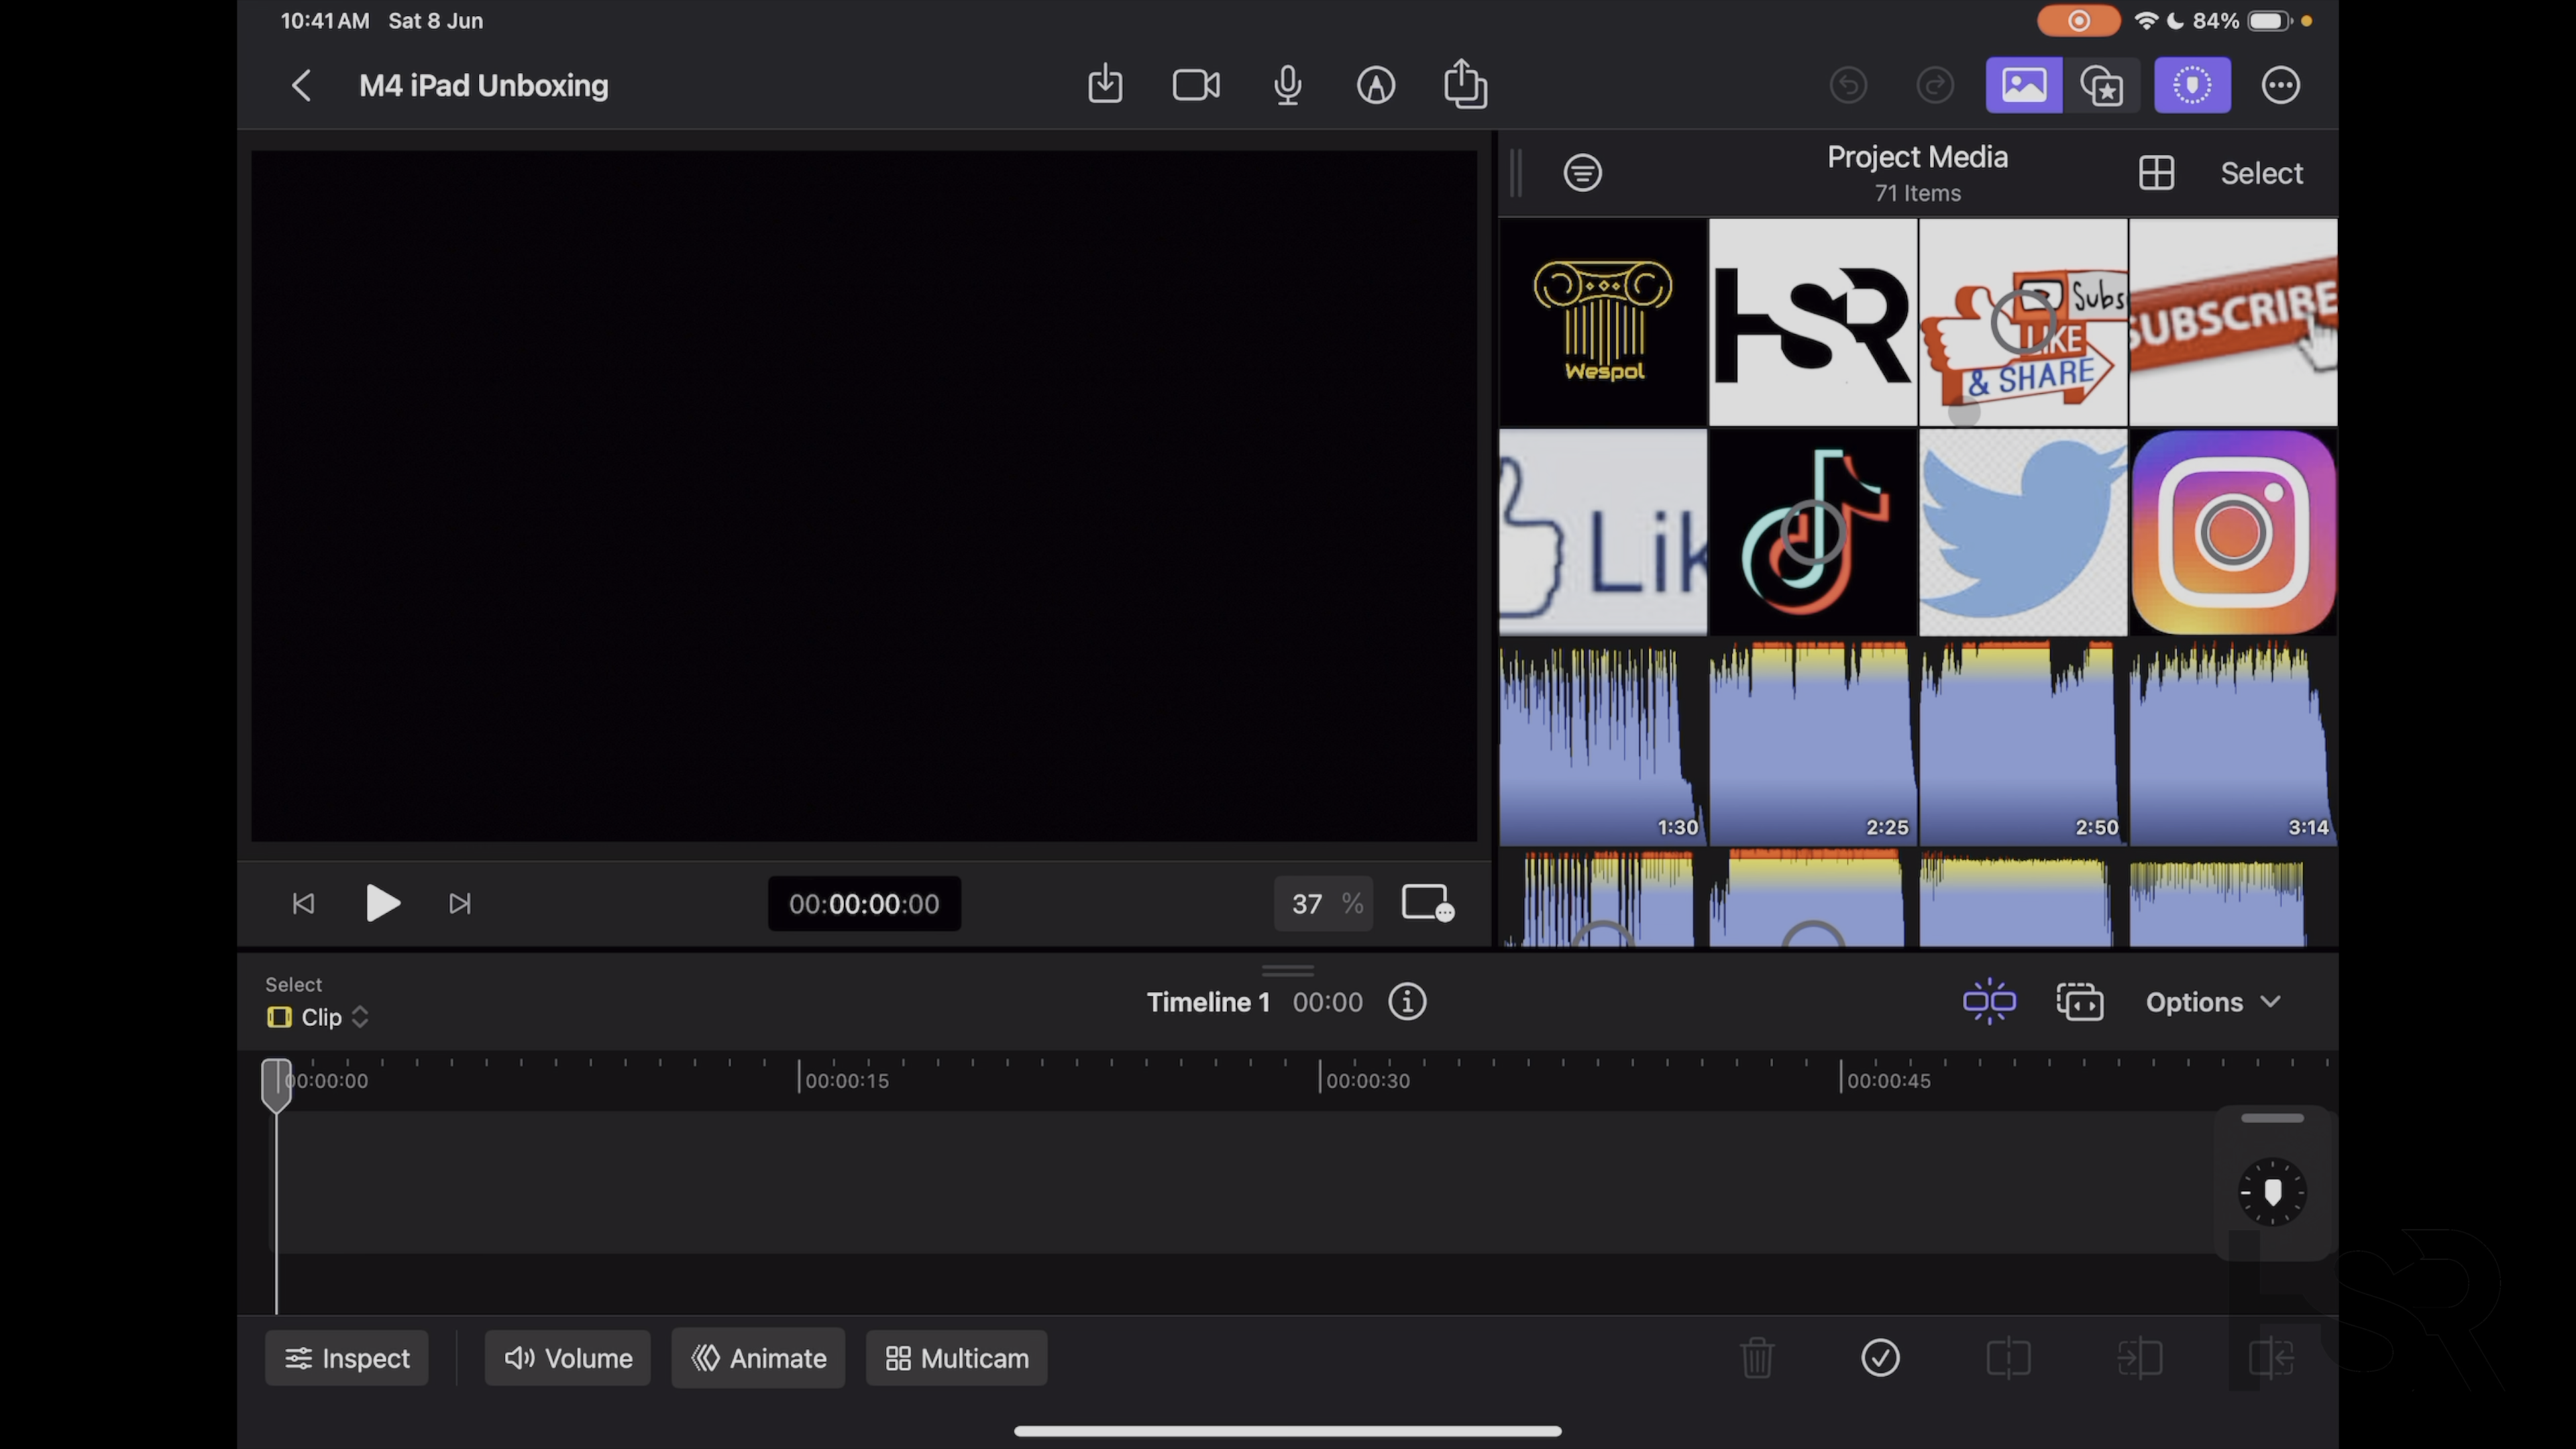 10:41 AM Sat 8 Jun
84%
M4 iPad Unboxing
Project Media
71 Items
Select
Wespol
HSR
Subs
LIKE
& SHARE
SUBSCRIBE
Lik
1:30
2:25
2:50
3:14
00:00:00:00
37 %
Select
Clip
Timeline 1 00:00
Options
00:00:00
00:00:15
00:00:30
00:00:45
Inspect
Volume
Animate
Multicam
HSR